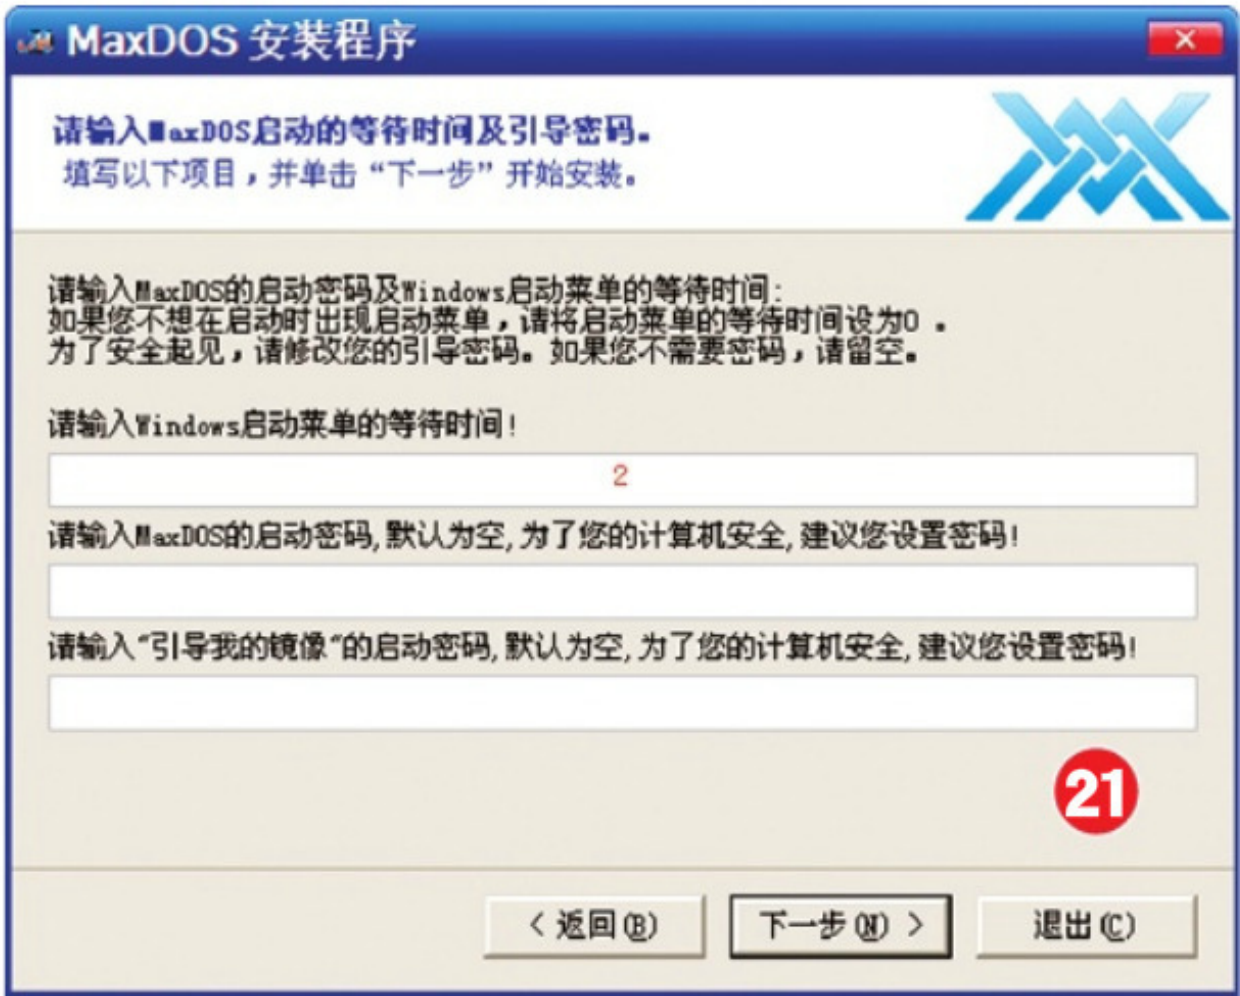 MaxDOS 安装程序
请输入MaxDOS启动的等待时间及引导密码。
填写以下项目，并单击“下一步”开始安装。
请输入MaxDOS的启动密码及Windows启动菜单的等待时间:
如果您不想在启动时出现启动菜单，请将启动菜单的等待时间设为0 。
为了安全起见，请修改您的引导密码。如果您不需要密码，请留空。
请输入Windows启动菜单的等待时间!
2
请输入MaxDOS的启动密码,默认为空,为了您的计算机安全,建议您设置密码!
请输入"引导我的镜像"的启动密码,默认为空,为了您的计算机安全,建议您设置密码!
21
< 返回(B)
下一步(N) >
退出(C)